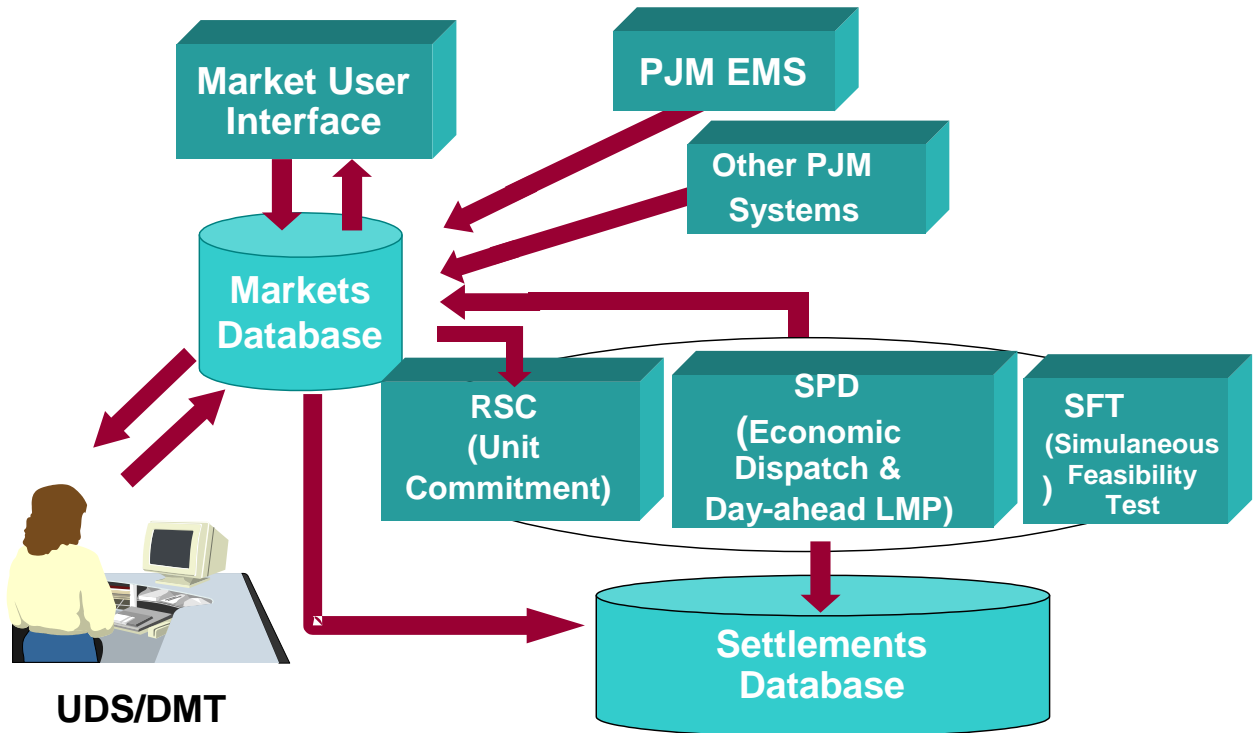 Market User
Interface
PJM EMS
Other PJM
Systems
Markets
Database
RSC
(Unit
Commitment)
SPD
(Economic
Dispatch &
Day-ahead LMP)
SFT
(Simulaneous
) Feasibility
Test
Settlements
Database
UDS/DMT